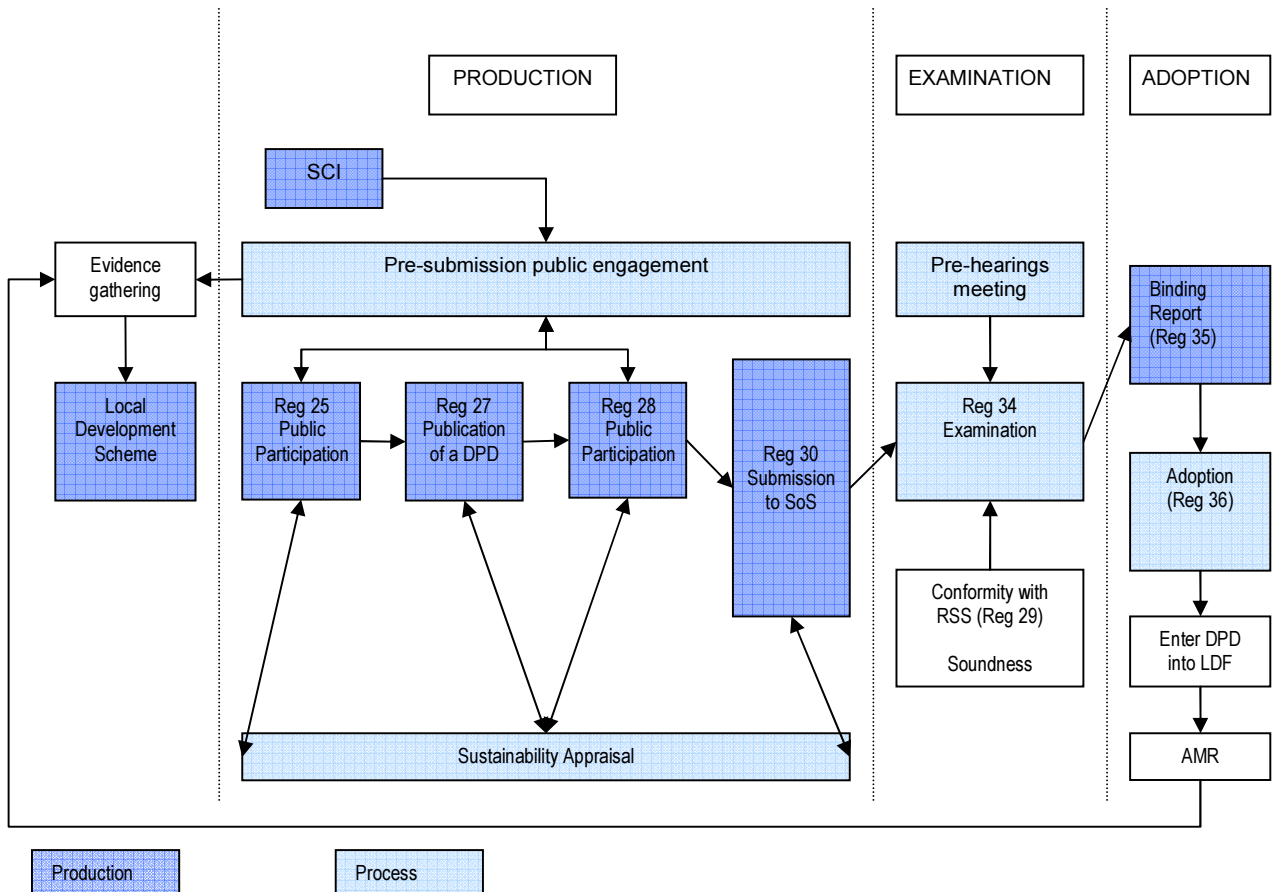 PRODUCTION
EXAMINATION
ADOPTION
SCI
Evidence
gathering
Pre-submission public engagement
Pre-hearings
meeting
Binding
Report
(Reg 35)
Local
Development
Scheme
Reg 25
Public
Participation
Reg 27
Publication
of a DPD
Reg 28
Public
Participation
Reg 30
Submission
to SoS
Reg 34
Examination
Adoption
(Reg 36)
Conformity with
RSS (Reg 29)
Soundness
Enter DPD
into LDF
Sustainability Appraisal
AMR
Production
Process